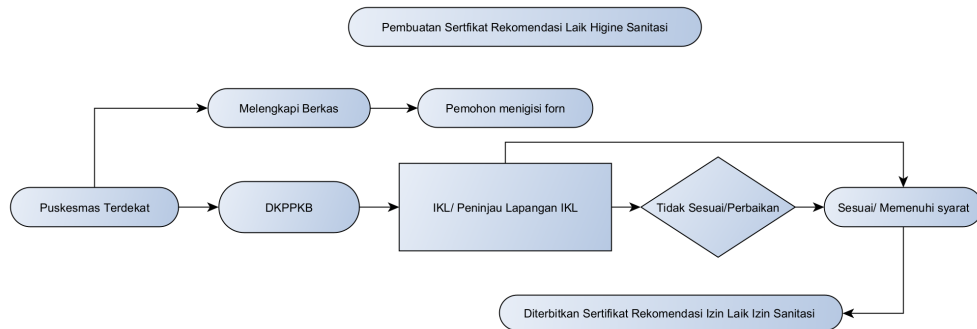 Pembuatan Sertfikat Rekomendasi Laik Higine Sanitasi
Melengkapi Berkas
Pemohon menigisi forn
Puskesmas Terdekat
DKPPKB
IKL/ Peninjau Lapangan IKL
Tidak Sesuai/Perbaikan
Sesuai/ Memenuhi syarat
Diterbitkan Sertifikat Rekomendasi Izin Laik Izin Sanitasi